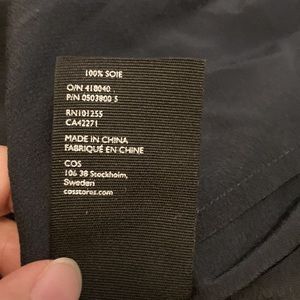 100% SOIE
O/N 418040
P/N 0503800 5
RN101255
CA42271
MADE IN CHINA
FABRIQUÉ EN CHINE
COS
106 38 Stockholm,
Sweden
cosstores.com